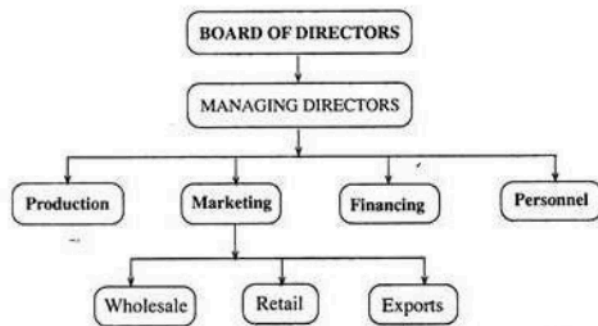 BOARD OF DIRECTORS
MANAGING DIRECTORS
Production
Marketing
Financing
Personnel
Wholesale
Retail
Exports